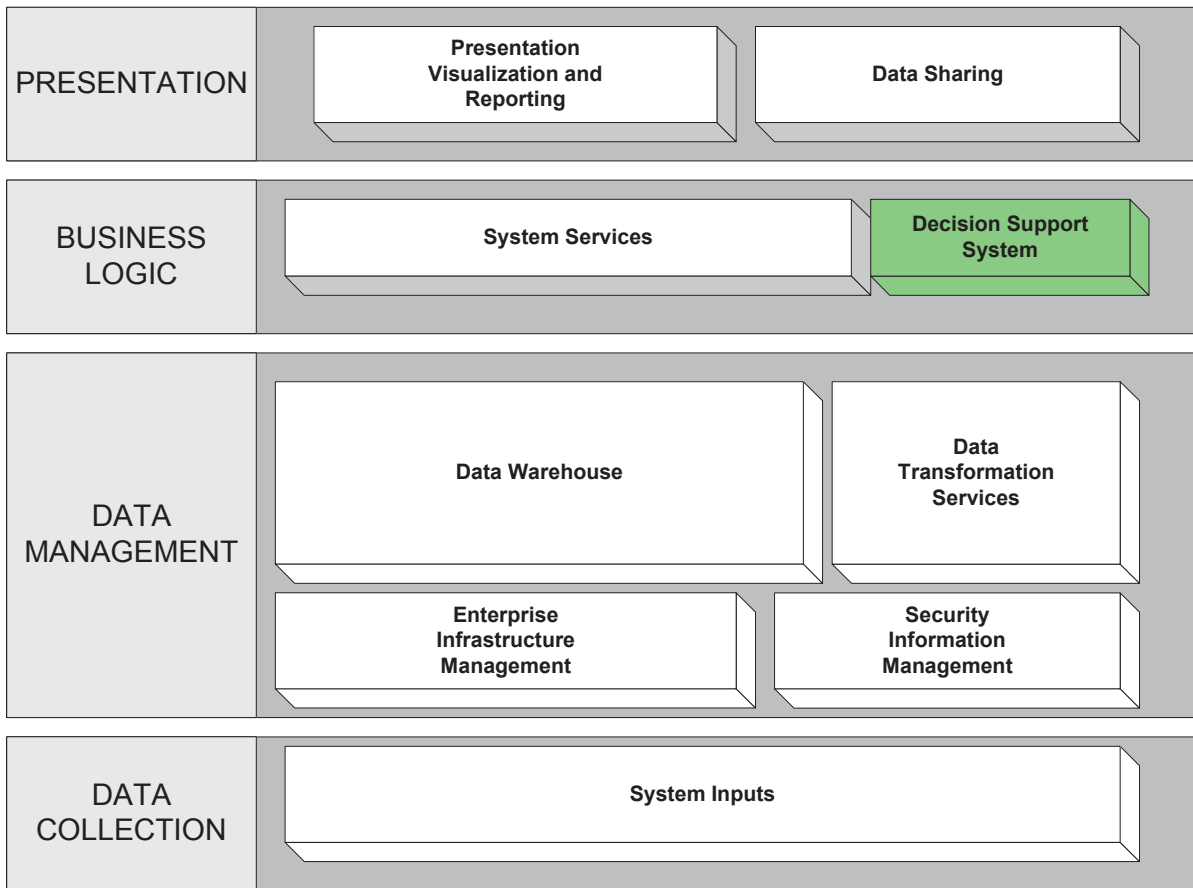 PRESENTATION
Presentation
Visualization and
Reporting
Data Sharing
BUSINESS
LOGIC
System Services
Decision Support
System
DATA
MANAGEMENT
Data Warehouse
Data
Transformation
Services
Enterprise
Infrastructure
Management
Security
Information
Management
DATA
COLLECTION
System Inputs